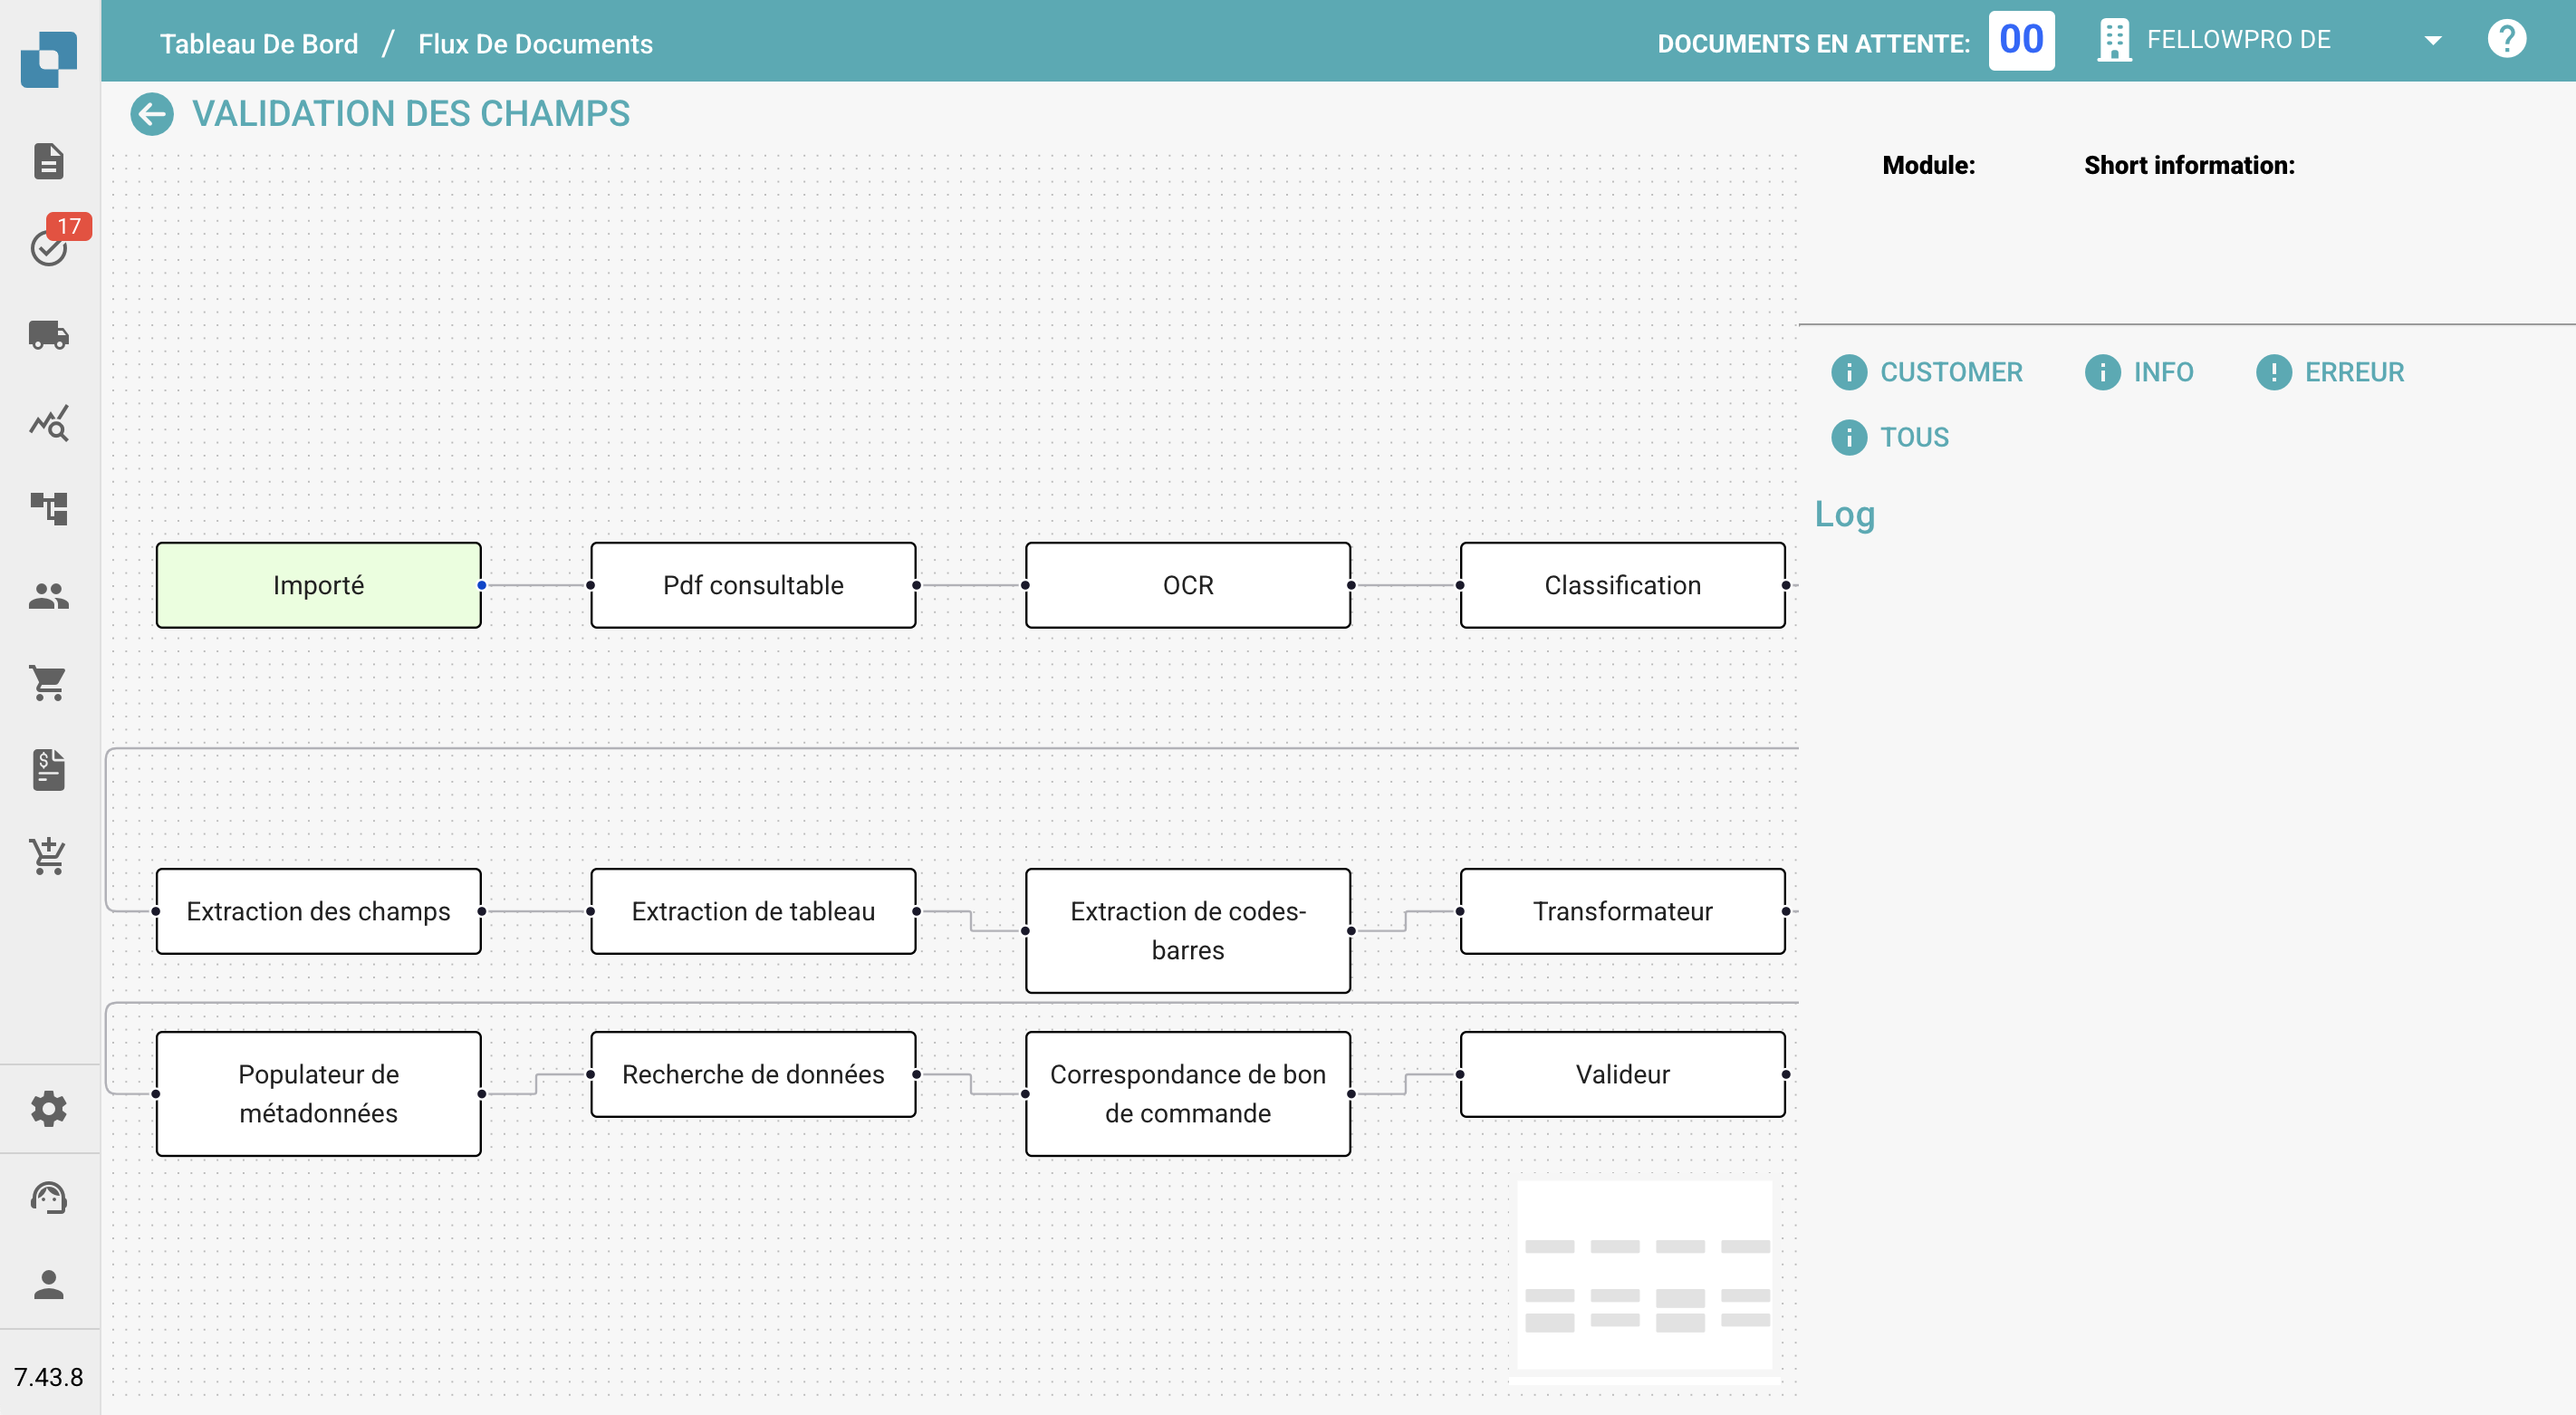 Tableau De Bord / Flux De Documents
DOCUMENTS EN ATTENTE: 00
FELLOWPRO DE
VALIDATION DES CHAMPS
17
Module:
Short information:
CUSTOMER
INFO
ERREUR
TOUS
Log
Importé
Pdf consultable
OCR
Classification
Extraction des champs
Extraction de tableau
Extraction de codes-
barres
Transformateur
Populateur de
métadonnées
Recherche de données
Correspondance de bon
de commande
Valideur
7.43.8